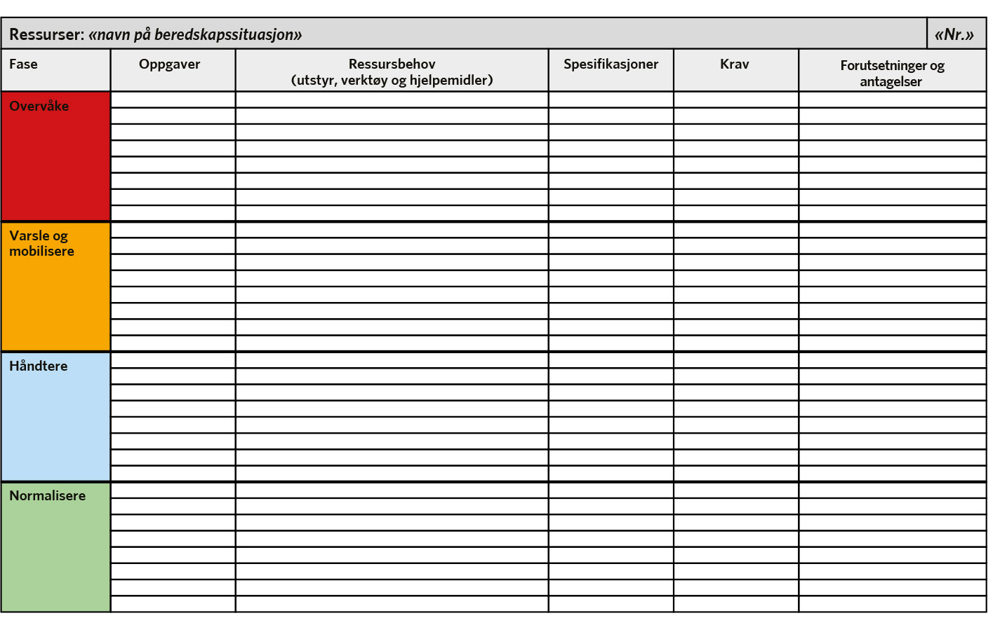 Ressurser: «navn på beredskapssituasjon» «Nr.»
Fase Oppgaver Ressursbehov Spesifikasjoner Krav Forutsetninger og
(utstyr, verktøy og hjelpemidler) antagelser
Overvåke
Varsle og
mobilisere
Håndtere
Normalisere